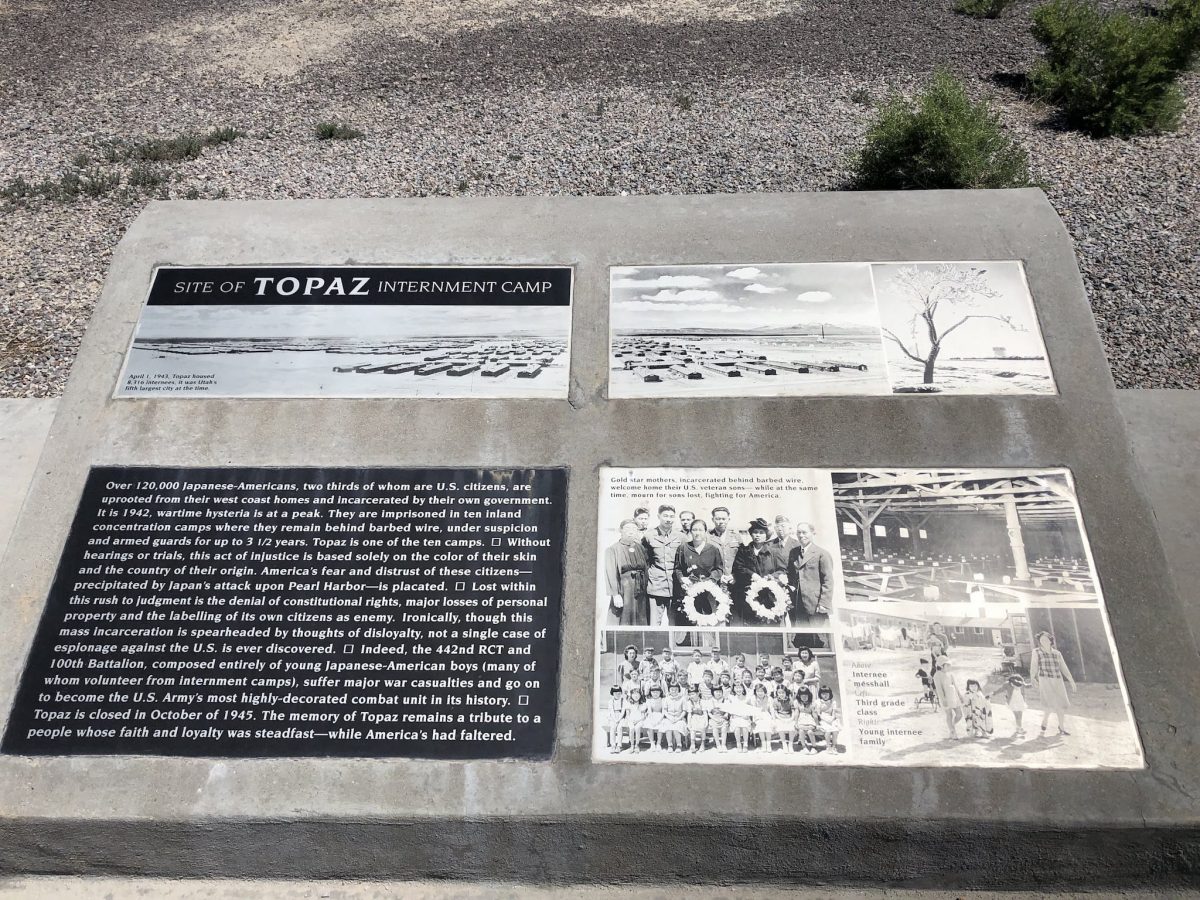 SITE OF TOPAZ INTERNMENT CAMP
April 1, 1943, Topaz housed
8,316 internees, it was Utah's
fifth largest city at the time.
Over 120,000 Japanese-Americans, two thirds of whom are U.S. citizens, are
uprooted from their west coast homes and incarcerated by their own government.
It is 1942, wartime hysteria is at a peak. They are imprisoned in ten inland
concentration camps where they remain behind barbed wire, under suspicion
and armed guards for up to 3 1/2 years. Topaz is one of the ten camps. □ Without
hearings or trials, this act of injustice is based solely on the color of their skin
and the country of their origin. America's fear and distrust of these citizens—
precipitated by Japan's attack upon Pearl Harbor—is placated. □ Lost within
this rush to judgment is the denial of constitutional rights, major losses of personal
property and the labelling of its own citizens as enemy. Ironically, though this
mass incarceration is spearheaded by thoughts of disloyalty, not a single case of
espionage against the U.S. is ever discovered. □ Indeed, the 442nd RCT and
100th Battalion, composed entirely of young Japanese-American boys (many of
whom volunteer from internment camps), suffer major war casualties and go on
to become the U.S. Army's most highly-decorated combat unit in its history. □
Topaz is closed in October of 1945. The memory of Topaz remains a tribute to a
people whose faith and loyalty was steadfast—while America's had faltered.
Gold star mothers, incarcerated behind barbed wire,
welcome home their U.S. veteran sons— while at the same
time, mourn for sons lost, fighting for America.
Above:
Internee
messhall
Left:
Third grade
class
Right:
Young internee
family